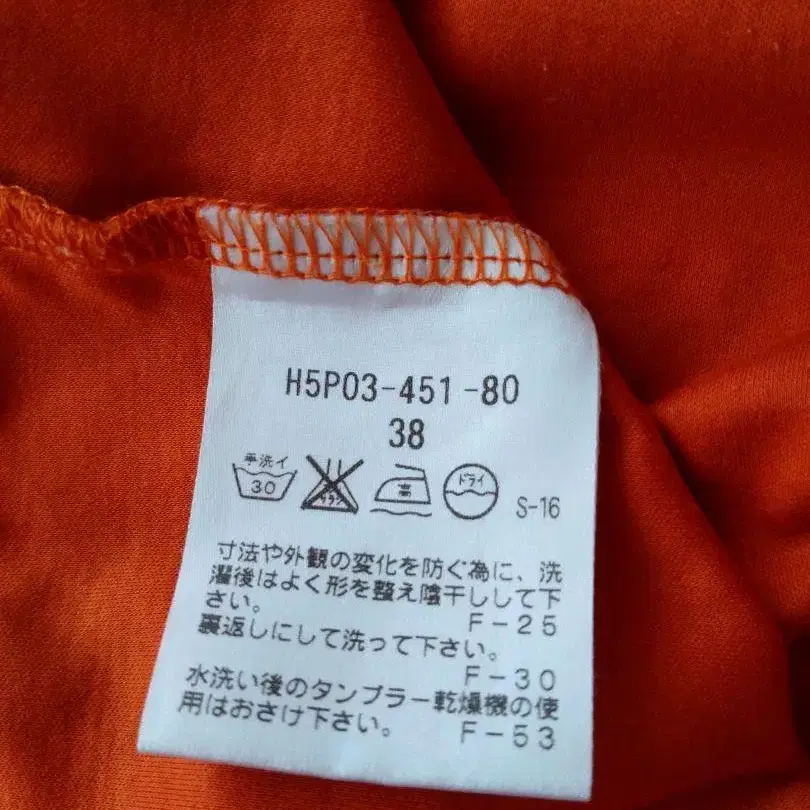 H5P03-451-80
38
手洗イ
30
高
ドライ
S-16
寸法や外観の変化を防ぐ為に、洗
濯後はよく形を整え陰干しして下
さい。
F-25
裏返しにして洗って下さい。
F-30
水洗い後のタンブラー乾燥機の使
用はおさけ下さい。
F-53